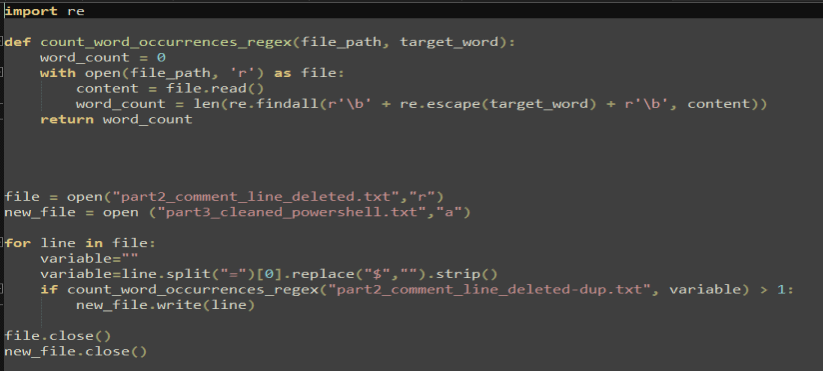 import re
def count_word_occurrences_regex(file_path, target_word):
    word_count = 0
    with open(file_path, 'r') as file:
        content = file.read()
        word_count = len(re.findall(r'\b' + re.escape(target_word) + r'\b', content))
    return word_count
file = open("part2_comment_line_deleted.txt","r")
new_file = open ("part3_cleaned_powershell.txt","a")
for line in file:
    variable=""
    variable=line.split("=")[0].replace("$","").strip()
    if count_word_occurrences_regex("part2_comment_line_deleted-dup.txt", variable) > 1:
        new_file.write(line)
file.close()
new_file.close()